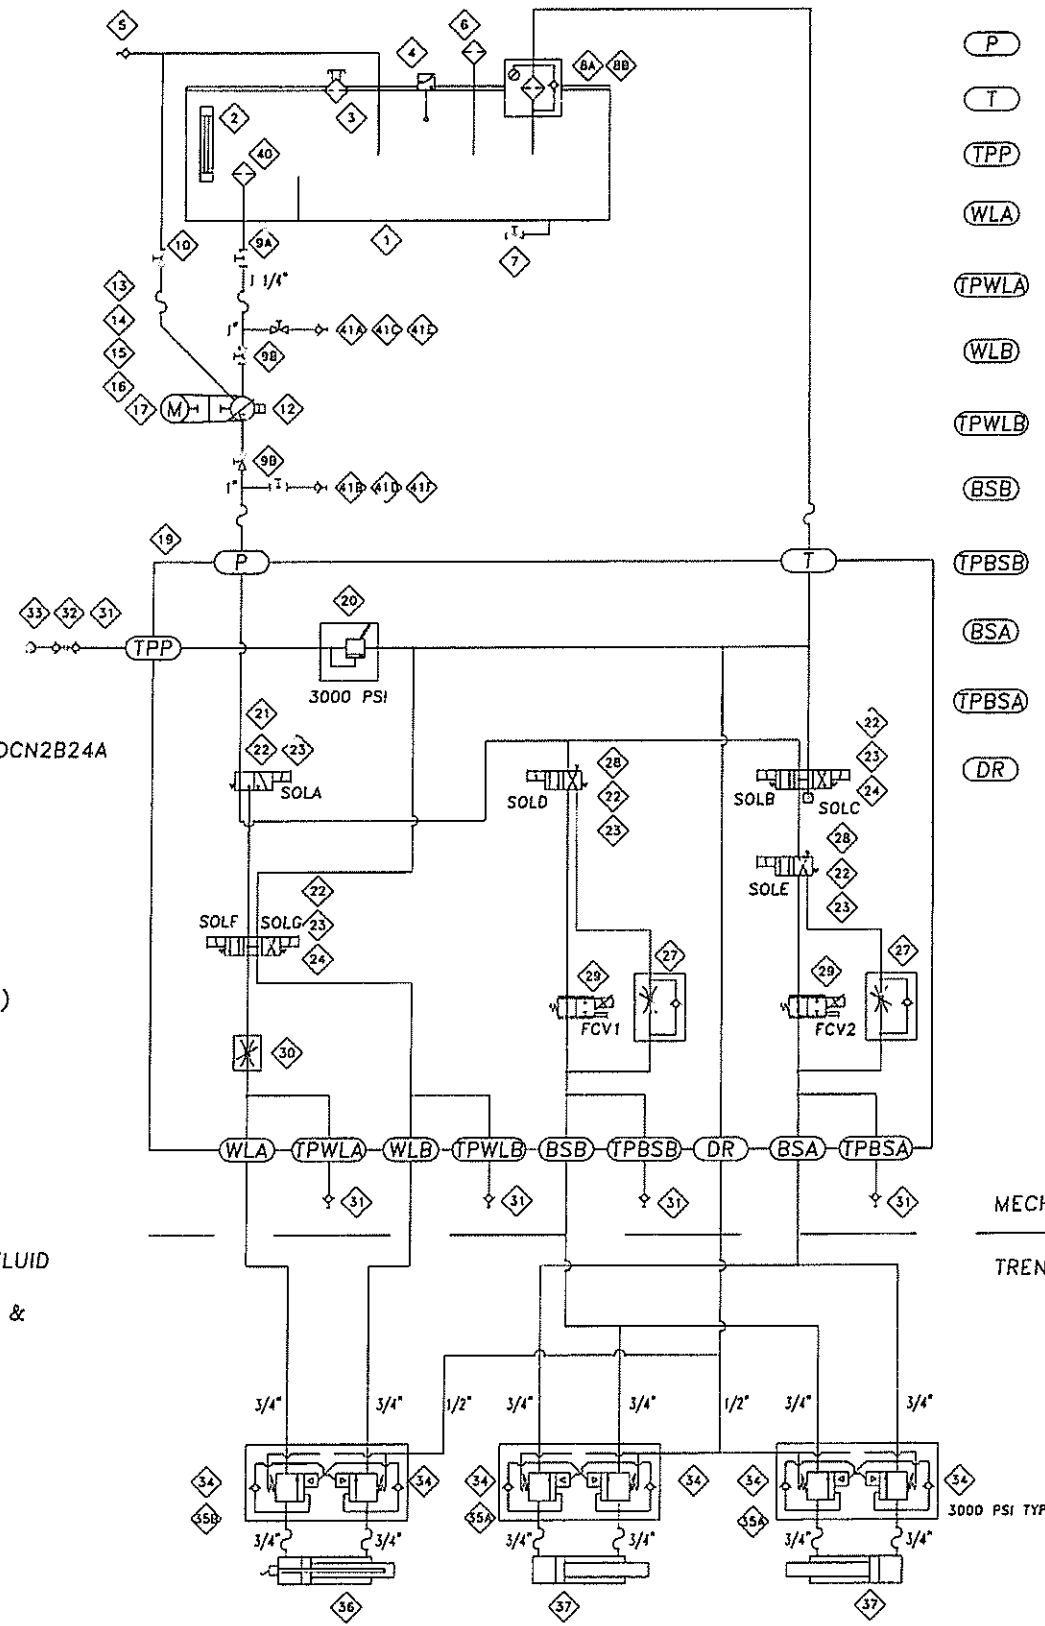 5
6
P
4
8A 8B
T
2
3
40
TPP
10
9A
1
7
WLA
1 1/4"
13
TPWLA
14
1"
41A 41C 41E
15
9B
WLB
16
17
M
12
TPWLB
9B
1"
41B 41D 41F
BSB
19
P
T
TPBSB
20
33 32 31
TPP
BSA
3000 PSI
21
TPBSA
22
OCN2B24A
22 23
28
23
DR
SOLA
SOLD
22
SOLB
SOLC
24
23
28
SOLE
22
22
23
SOLF
SOLG
23
24
27
27
29
29
)
FCV1
FCV2
30
WLA
TPWLA
WLB
TPWLB
BSB
TPBSB
DR
BSA
TPBSA
31
31
31
31
MECH
LUID
TREN
&
3/4"
3/4"
1/2"
3/4"
3/4"
1/2"
3/4"
3/4"
34
34
34
34
34
34
35B
35A
35A
3000 PSI TYP
3/4"
3/4"
3/4"
3/4"
3/4"
3/4"
36
37
37